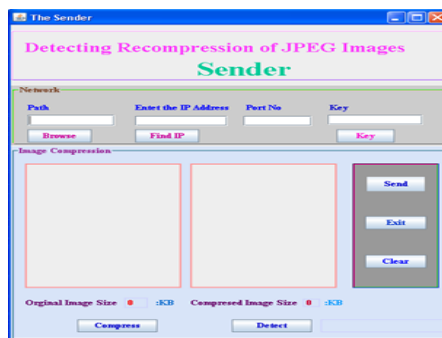 The Sender
Detecting Recompression of JPEG Images
Sender
Network
Path Entet the IP Address Port No Key
Browse Find IP Key
Image Compression
Send
Exit
Clear
Orginal Image Size 0 :KB Compresed Image Size 0 :KB
Compress Detect